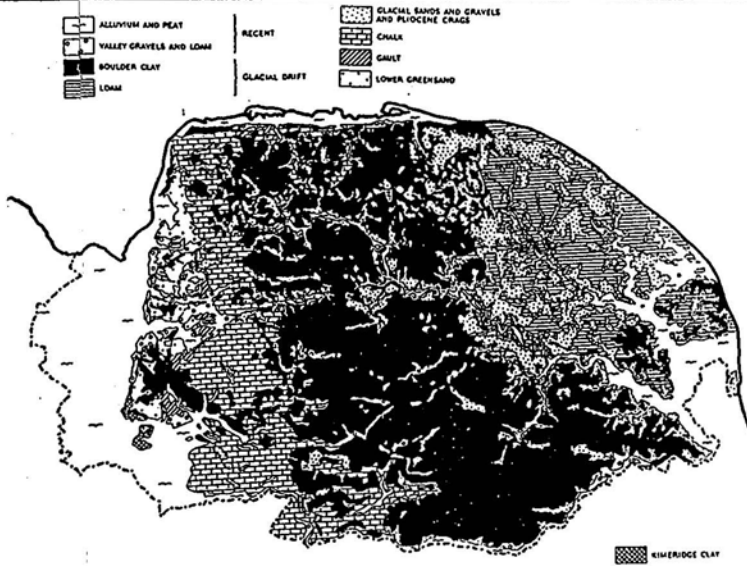 ALLUVIUM AND PEAT
VALLEY GRAVELS AND LOAM
RECENT
BOULDER CLAY
LOAM
GLACIAL DRIFT
GLACIAL SANDS AND GRAVELS
AND PLIOCENE CRAGS
CHALK
GAULT
LOWER GREENSAND
KIMERIDGE CLAY